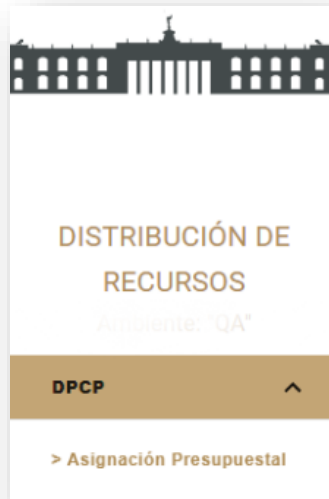 DISTRIBUCIÓN DE
RECURSOS
Ambiente: "QA"
DPCP
> Asignación Presupuestal